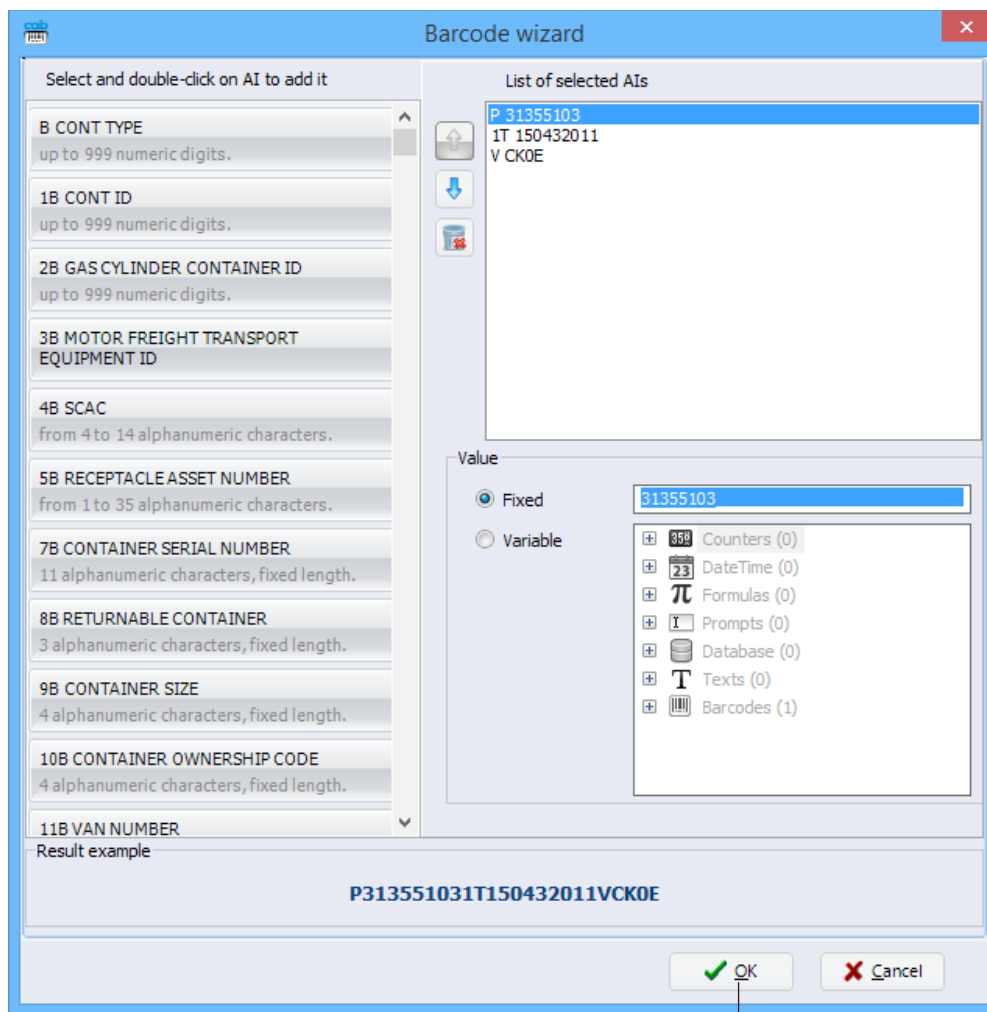 cab
Barcode wizard
Select and double-click on AI to add it
B CONT TYPE
up to 999 numeric digits.
1B CONT ID
up to 999 numeric digits.
2B GAS CYLINDER CONTAINER ID
up to 999 numeric digits.
3B MOTOR FREIGHT TRANSPORT
EQUIPMENT ID
4B SCAC
from 4 to 14 alphanumeric characters.
5B RECEPTACLE ASSET NUMBER
from 1 to 35 alphanumeric characters.
7B CONTAINER SERIAL NUMBER
11 alphanumeric characters, fixed length.
8B RETURNABLE CONTAINER
3 alphanumeric characters, fixed length.
9B CONTAINER SIZE
4 alphanumeric characters, fixed length.
10B CONTAINER OWNERSHIP CODE
4 alphanumeric characters, fixed length.
11B VAN NUMBER
List of selected AIs
P 31355103
1T 150432011
V CK0E
Value
Fixed
31355103
Variable
358 Counters (0)
23 DateTime (0)
π Formulas (0)
I Prompts (0)
Database (0)
T Texts (0)
Barcodes (1)
Result example
P313551031T150432011VCK0E
OK
Cancel